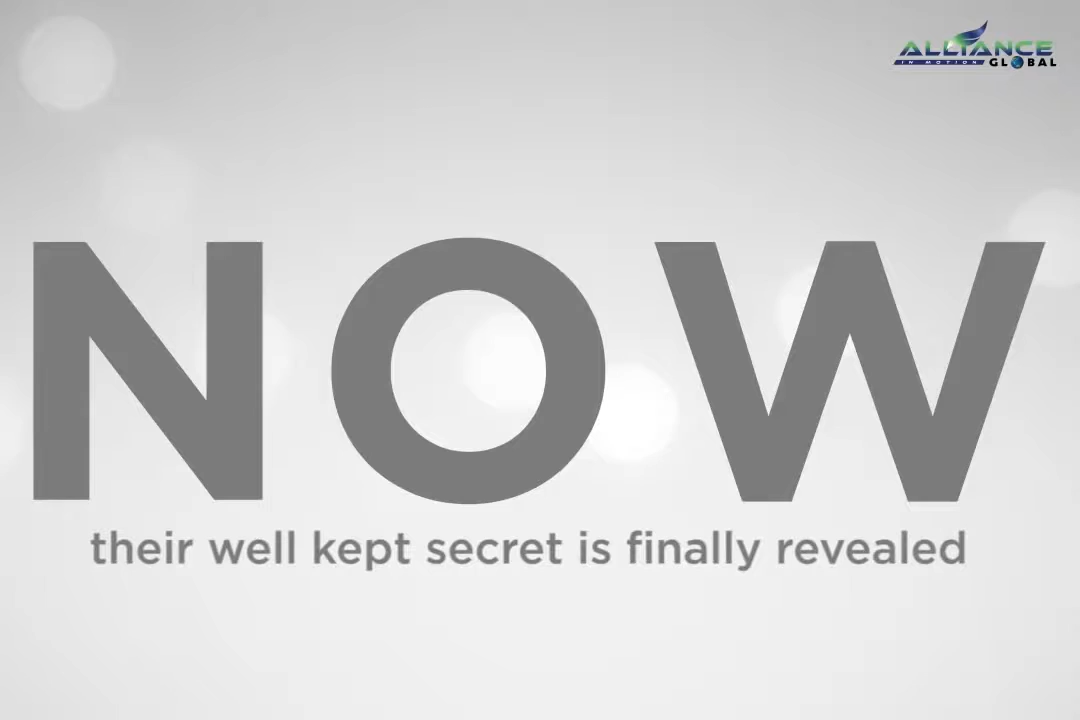 ALLIANCE
IN MOTION GLOBAL
NOW
their well kept secret is finally revealed